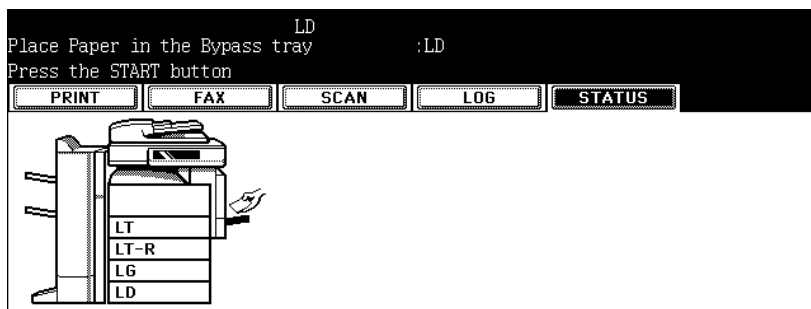 LD
Place Paper in the Bypass tray :LD
Press the START button
PRINT FAX SCAN LOG STATUS
LT
LT-R
LG
LD